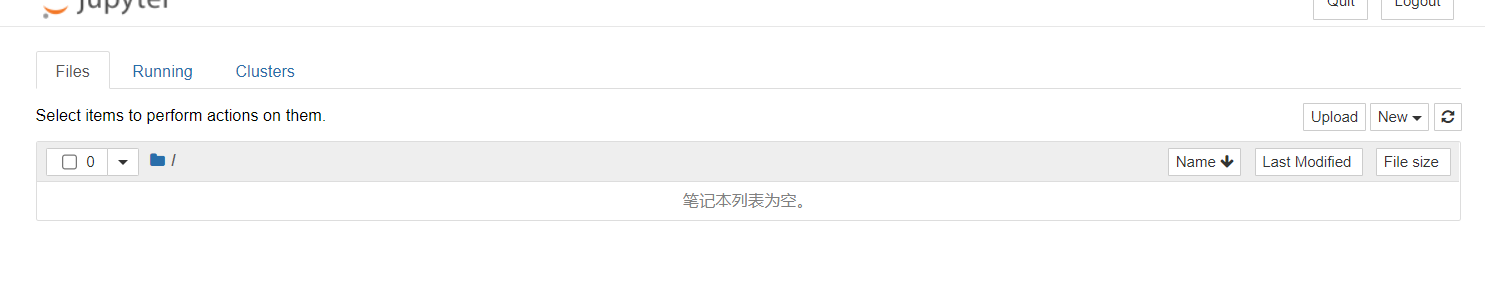 jupyter
Quit Logout
Files Running Clusters
Select items to perform actions on them.
Upload New
0 / Name Last Modified File size
笔记本列表为空。